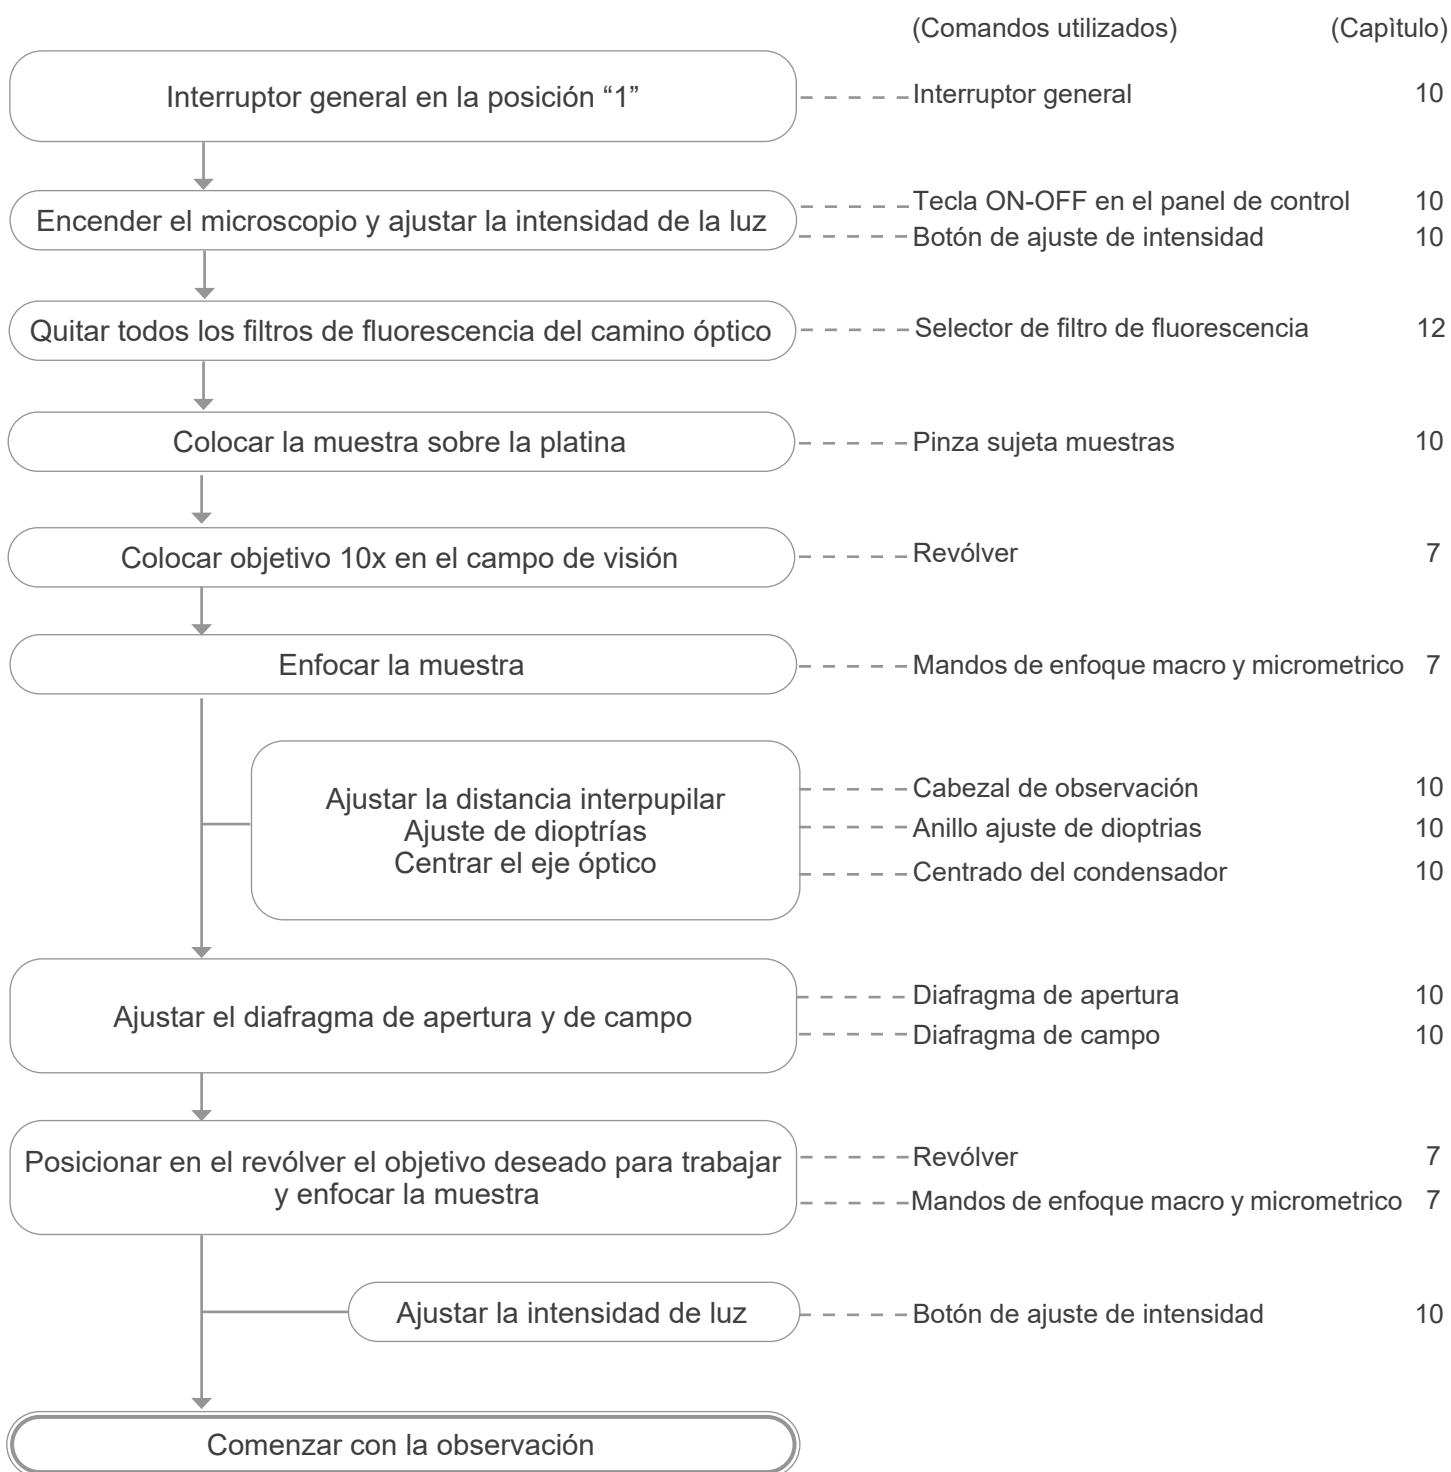 (Comandos utilizados) (Capìtulo)
Interruptor general en la posición “1” Interruptor general 10
Encender el microscopio y ajustar la intensidad de la luz Tecla ON-OFF en el panel de control 10
Botón de ajuste de intensidad 10
Quitar todos los filtros de fluorescencia del camino óptico Selector de filtro de fluorescencia 12
Colocar la muestra sobre la platina Pinza sujeta muestras 10
Colocar objetivo 10x en el campo de visión Revólver 7
Enfocar la muestra Mandos de enfoque macro y micrometrico 7
Ajustar la distancia interpupilar Cabezal de observación 10
Ajuste de dioptrías Anillo ajuste de dioptrias 10
Centrar el eje óptico Centrado del condensador 10
Ajustar el diafragma de apertura y de campo Diafragma de apertura 10
Diafragma de campo 10
Posicionar en el revólver el objetivo deseado para trabajar Revólver 7
y enfocar la muestra Mandos de enfoque macro y micrometrico 7
Ajustar la intensidad de luz Botón de ajuste de intensidad 10
Comenzar con la observación